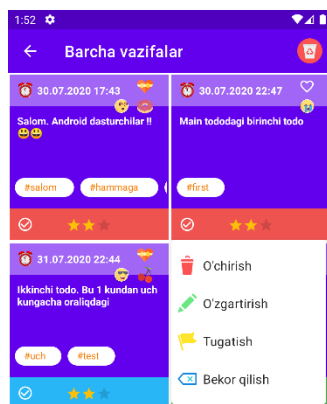 1:52
Barcha vazifalar
30.07.2020 17:43
Salom. Android dasturchilar !!
😃😃
#salom #hammaga
30.07.2020 22:47
Main tododagi birinchi todo
#first
31.07.2020 22:44
Ikkinchi todo. Bu 1 kundan uch
kungacha oraliqdagi
#uch #test
O'chirish
O'zgartirish
Tugatish
Bekor qilish